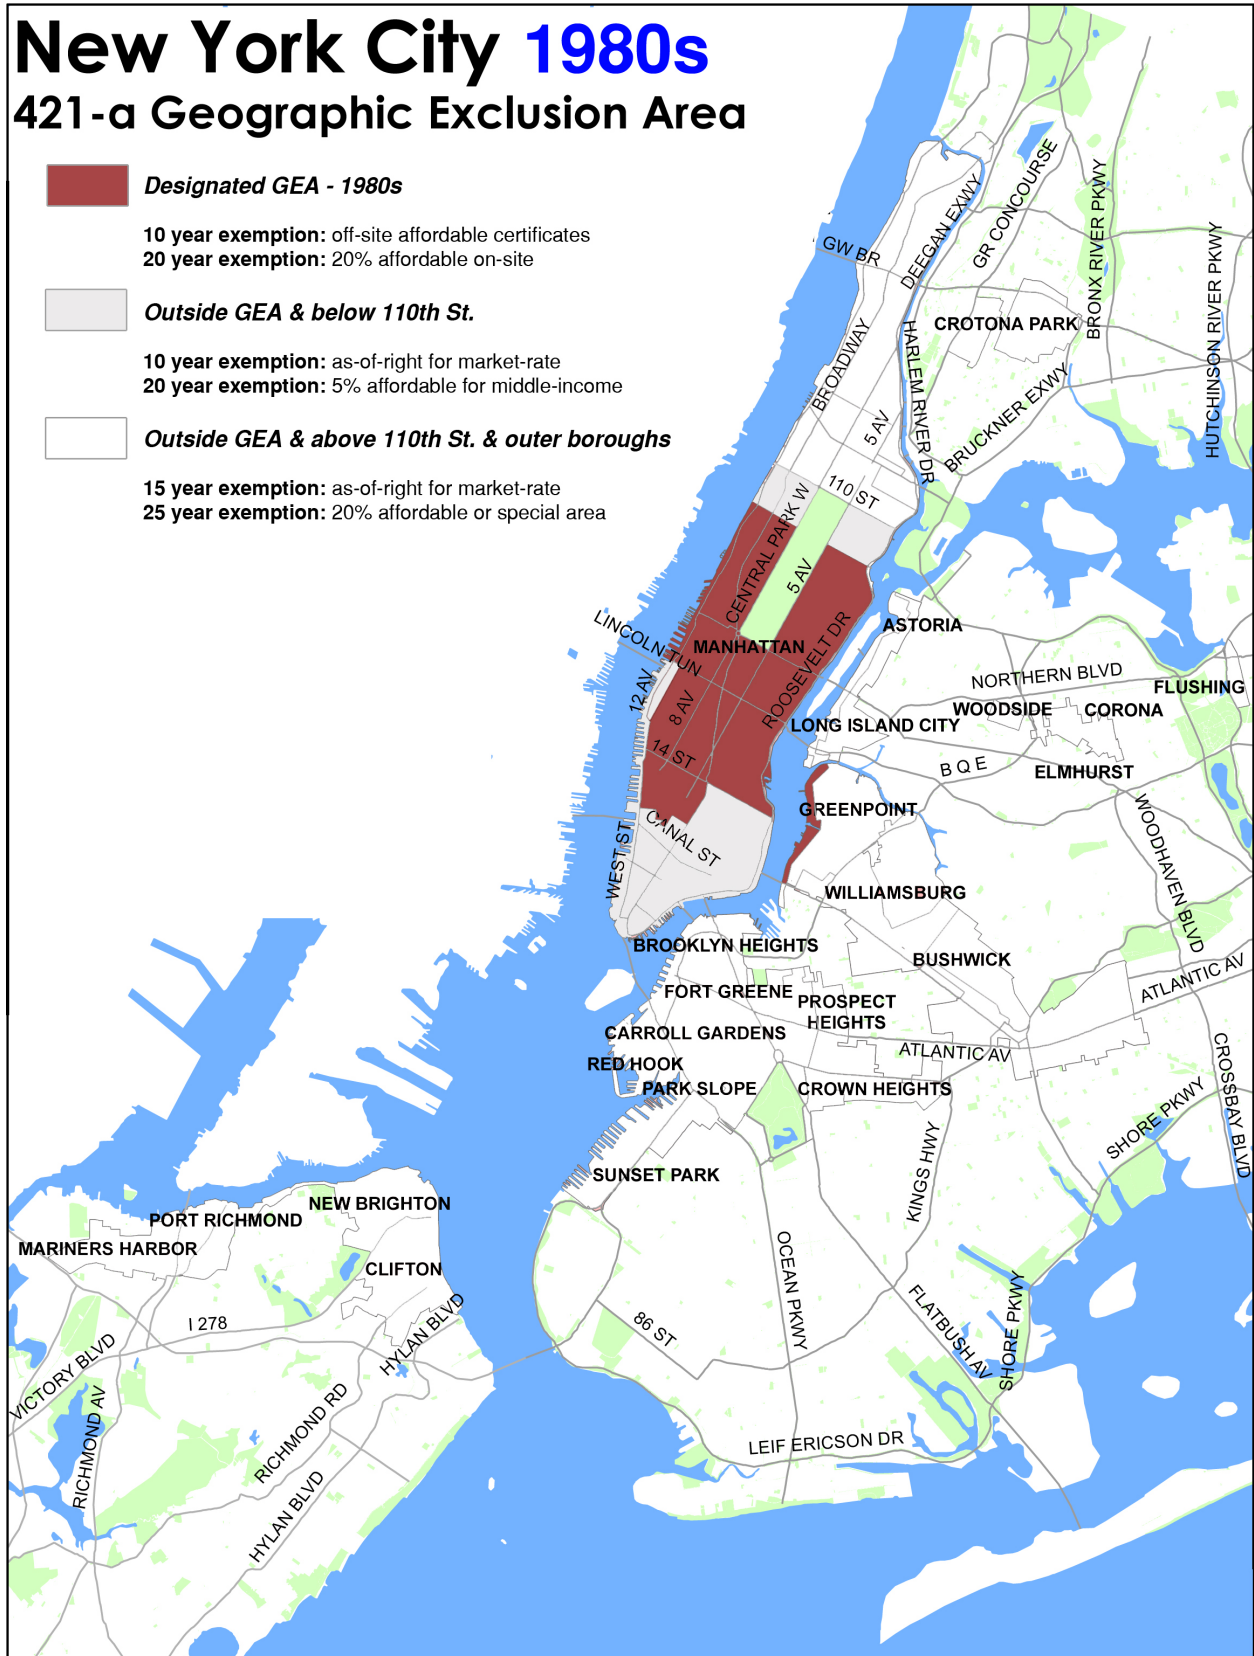 New York City 1980s
421-a Geographic Exclusion Area
Designated GEA - 1980s
10 year exemption: off-site affordable certificates
20 year exemption: 20% affordable on-site
Outside GEA & below 110th St.
10 year exemption: as-of-right for market-rate
20 year exemption: 5% affordable for middle-income
Outside GEA & above 110th St. & outer boroughs
15 year exemption: as-of-right for market-rate
25 year exemption: 20% affordable or special area
GW BR
DEEGAN EXWY
GR CONCOURSE
BRONX RIVER PKWY
HUTCHINSON RIVER PKWY
CROTONA PARK
BROADWAY
HARLEM RIVER DR
5 AV
BRUCKNER EXWY
110 ST
CENTRAL PARK W
5 AV
LINCOLN TUN
MANHATTAN
ROOSEVELT DR
ASTORIA
12 AV
8 AV
NORTHERN BLVD
FLUSHING
WOODSIDE
CORONA
LONG ISLAND CITY
14 ST
B Q E
ELMHURST
GREENPOINT
WOODHAVEN BLVD
CANAL ST
WEST ST
WILLIAMSBURG
BROOKLYN HEIGHTS
BUSHWICK
ATLANTIC AV
FORT GREENE
PROSPECT
HEIGHTS
CARROLL GARDENS
ATLANTIC AV
RED HOOK
PARK SLOPE
CROWN HEIGHTS
CROSSBAY BLVD
SHORE PKWY
KINGS HWY
SUNSET PARK
NEW BRIGHTON
PORT RICHMOND
MARINERS HARBOR
CLIFTON
OCEAN PKWY
I 278
HYLAN BLVD
86 ST
FLATBUSH AV
SHORE PKWY
VICTORY BLVD
RICHMOND AV
RICHMOND RD
LEIF ERICSON DR
HYLAN BLVD